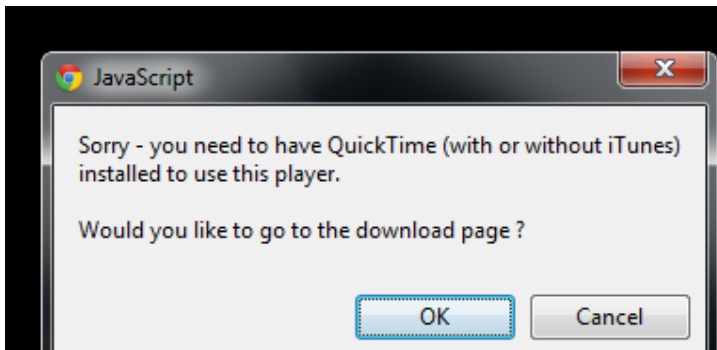 JavaScript
Sorry - you need to have QuickTime (with or without iTunes)
installed to use this player.
Would you like to go to the download page ?
OK
Cancel